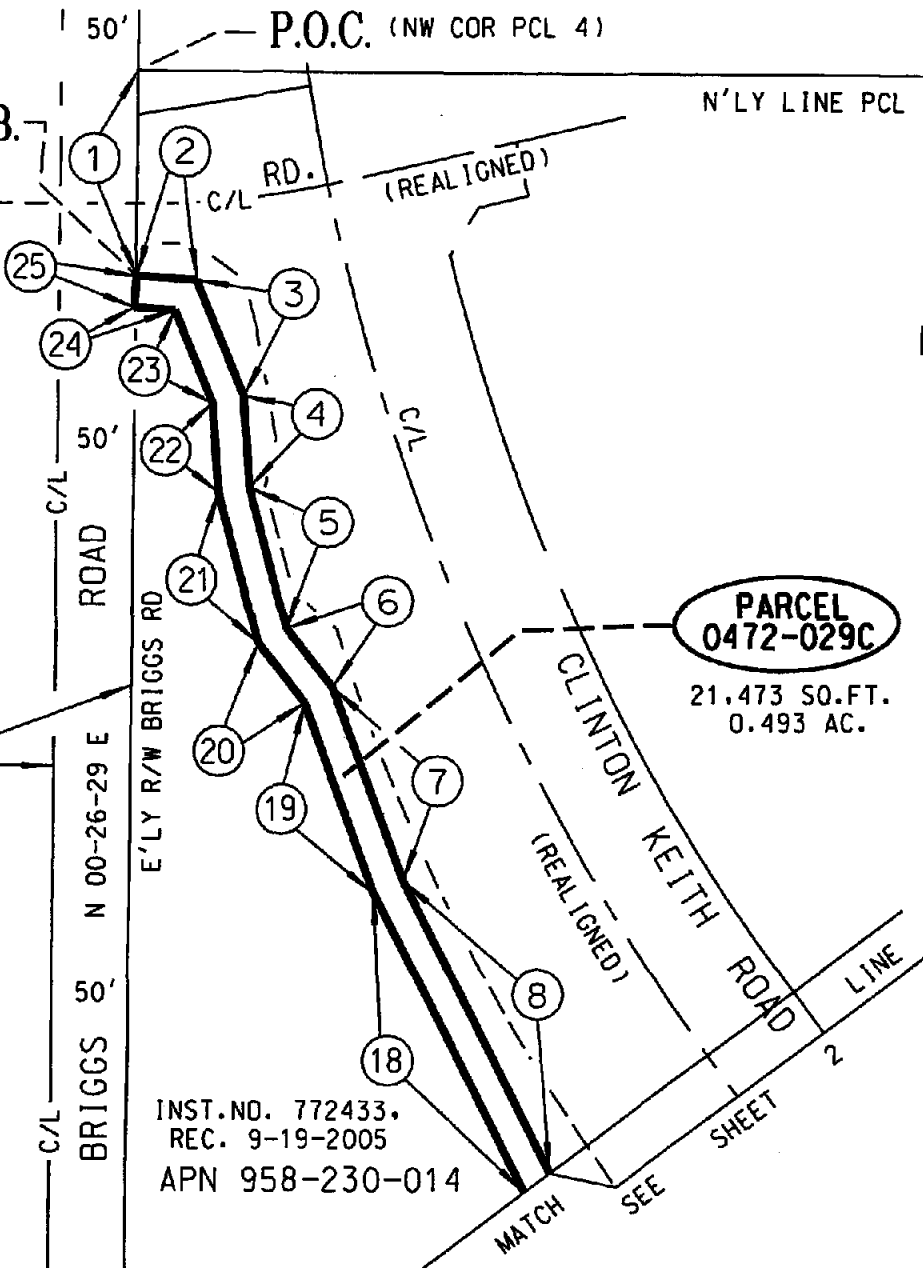 50' P.O.C. (NW COR PCL 4)
N'LY LINE PCL
B.
1
2
C/L RD. (REALIGNED)
25
3
24
23
4
C/L
50'
22
5
C/L
ROAD
21
6
PARCEL
0472-029C
21,473 SQ.FT.
0.493 AC.
E'LY R/W BRIGGS RD
N 00-26-29 E
20
7
19
CLINTON KEITH ROAD
(REALIGNED)
50'
8
18
LINE
2
SHEET
SEE
MATCH
BRIGGS
C/L
INST.NO. 772433,
REC. 9-19-2005
APN 958-230-014